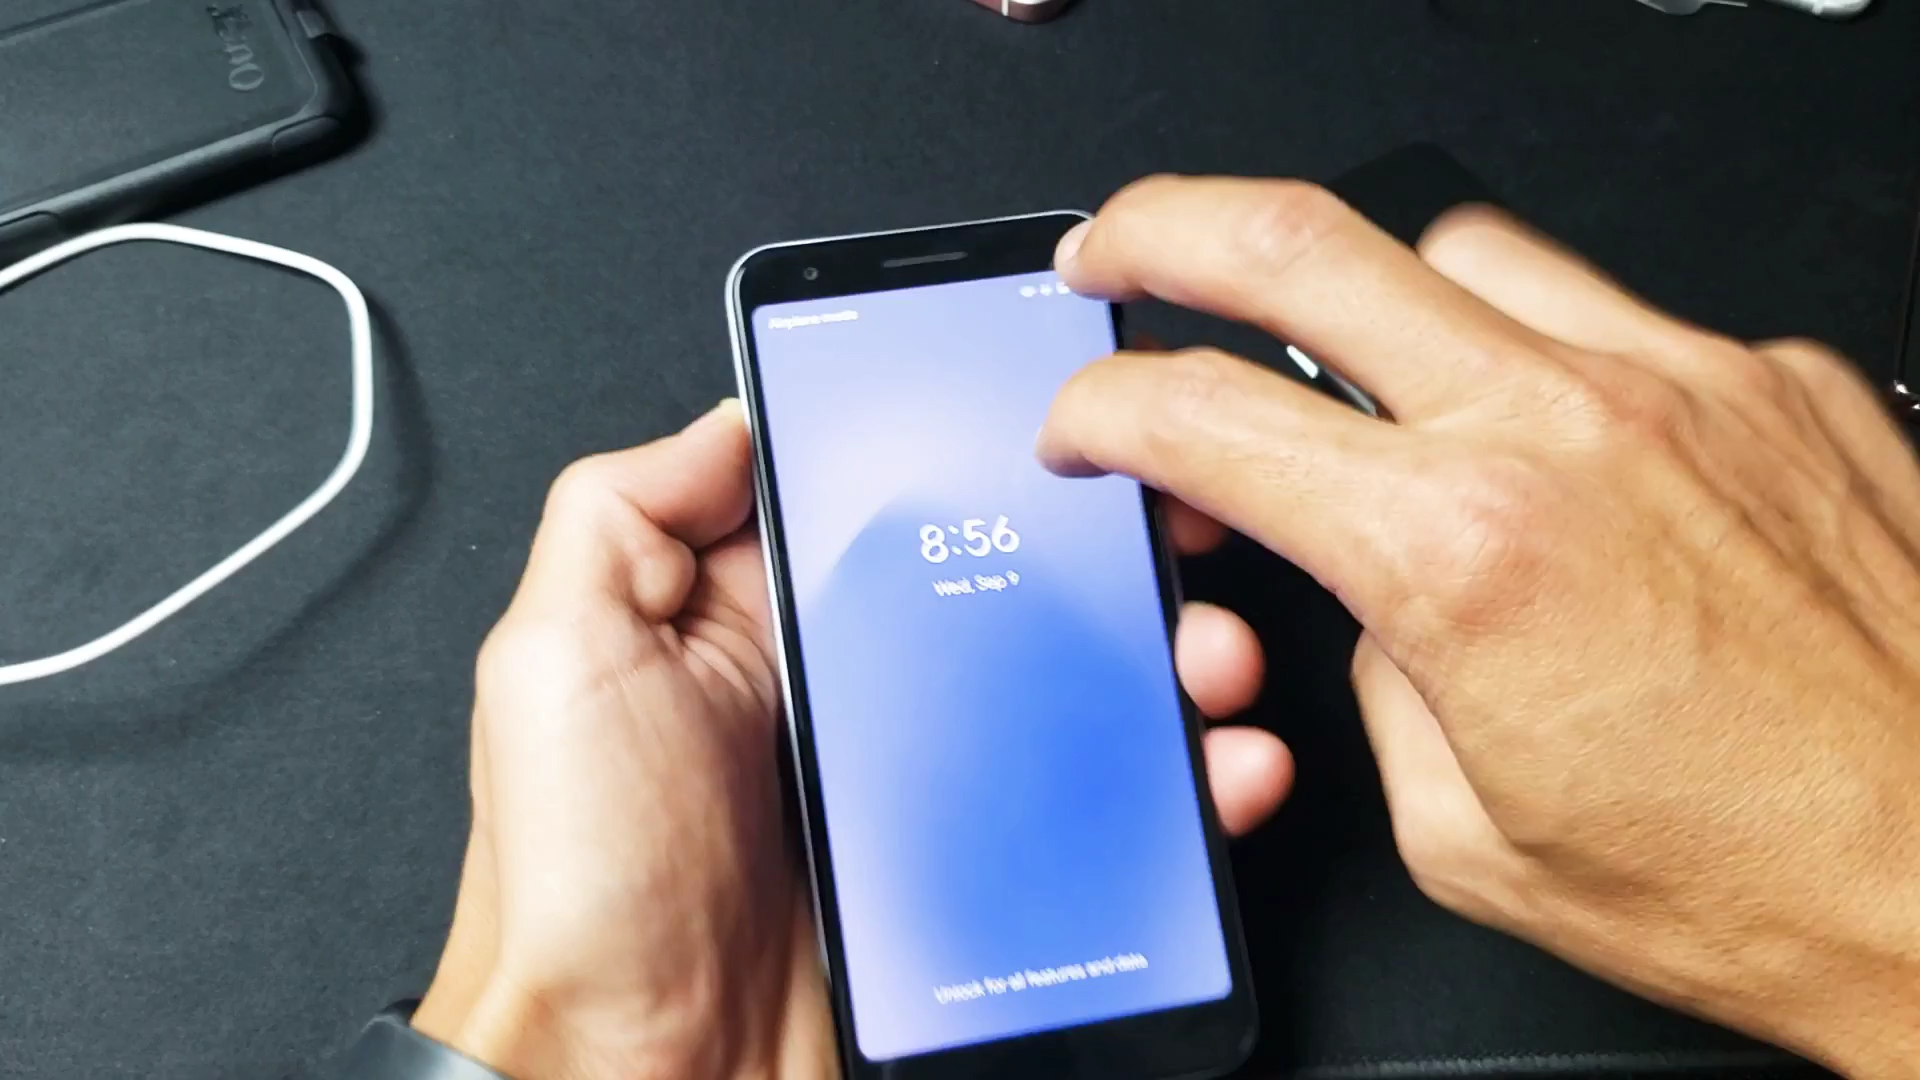 Airplane mode
8:56
Wed, Sep 9
Unlock for all features and data